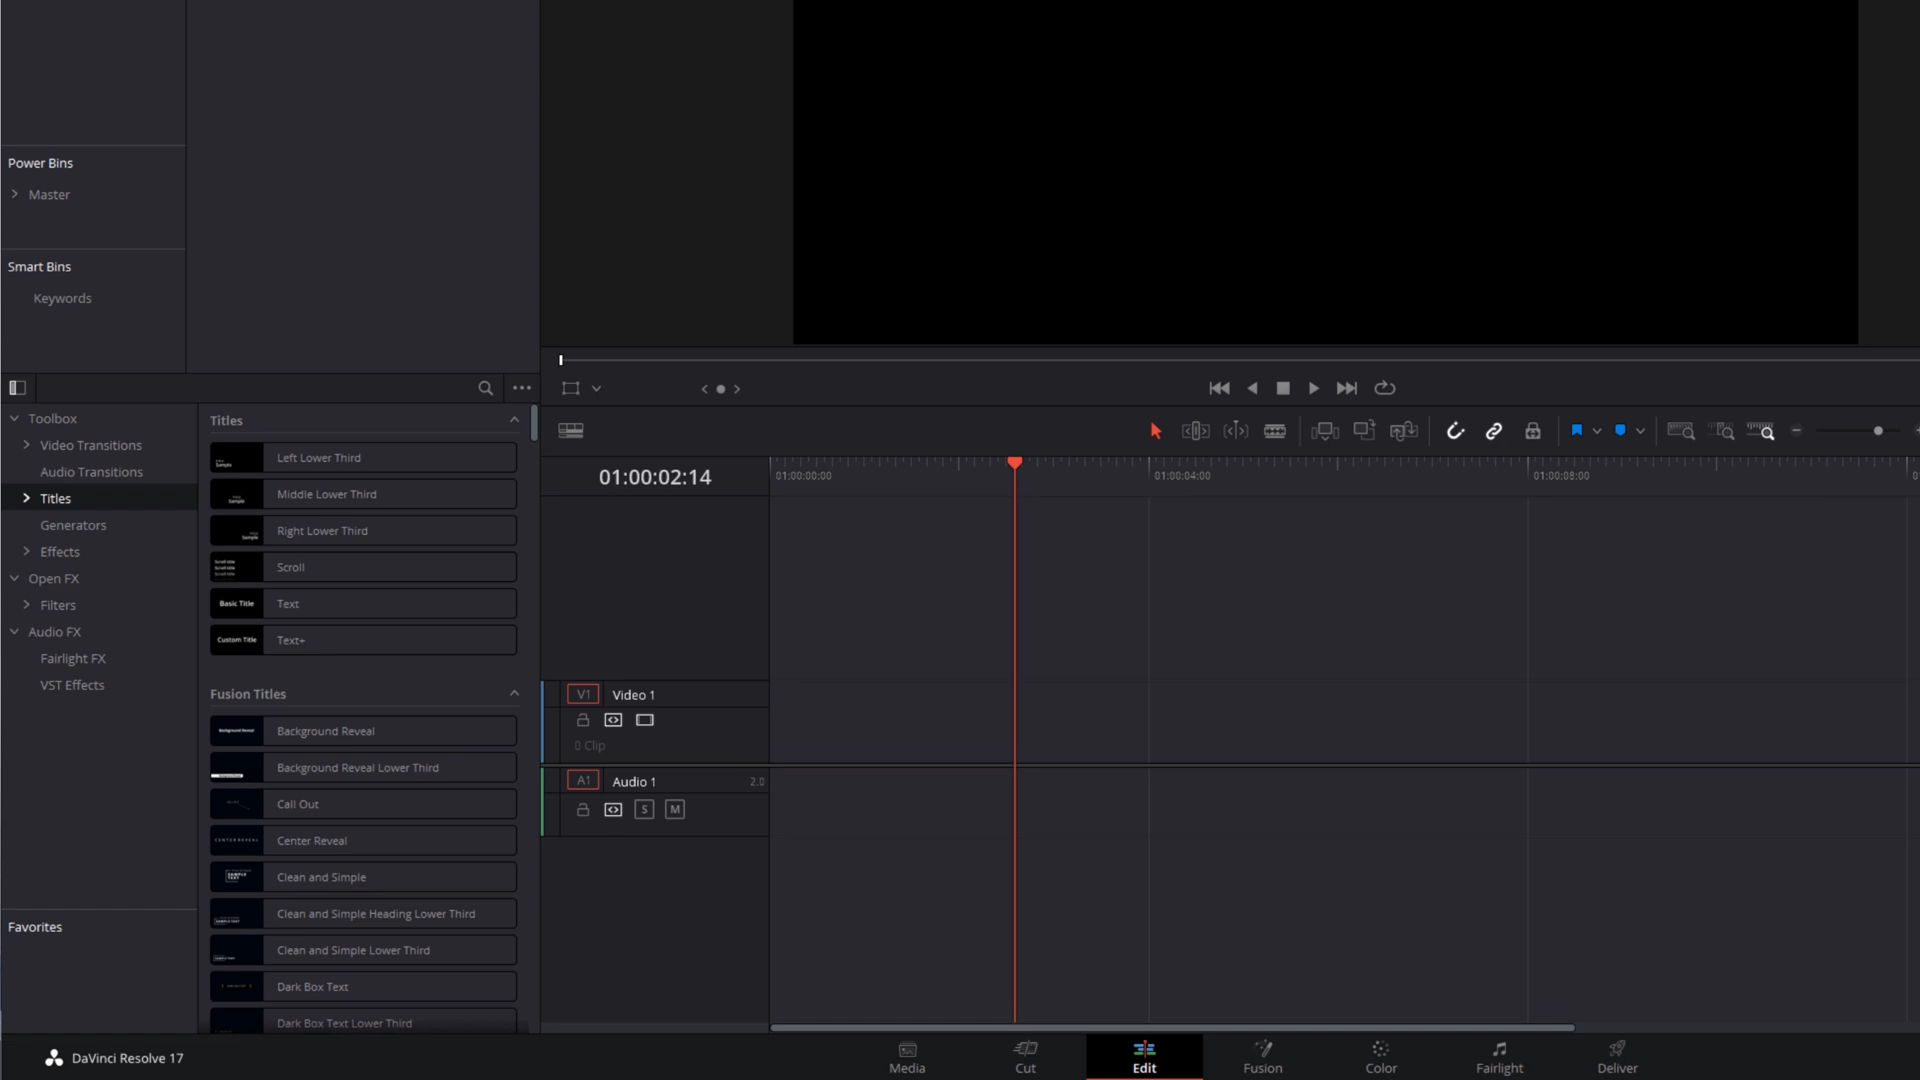 Power Bins
Master
Smart Bins
Keywords
Toolbox
Video Transitions
Audio Transitions
Titles
Generators
Effects
Open FX
Filters
Audio FX
Fairlight FX
VST Effects
Favorites
Titles
Left Lower Third
Middle Lower Third
Right Lower Third
Scroll
Basic Title Text
Custom Title Text+
Fusion Titles
Background Reveal
Background Reveal Lower Third
Call Out
CENTER REVEAL Center Reveal
SAMPLE TEXT Clean and Simple
Clean and Simple Heading Lower Third
Clean and Simple Lower Third
Dark Box Text
Dark Box Text Lower Third
01:00:02:14
01:00:00:00 01:00:04:00 01:00:08:00
V1 Video 1
0 Clip
A1 Audio 1 2.0
S M
DaVinci Resolve 17
Media Cut Edit Fusion Color Fairlight Deliver